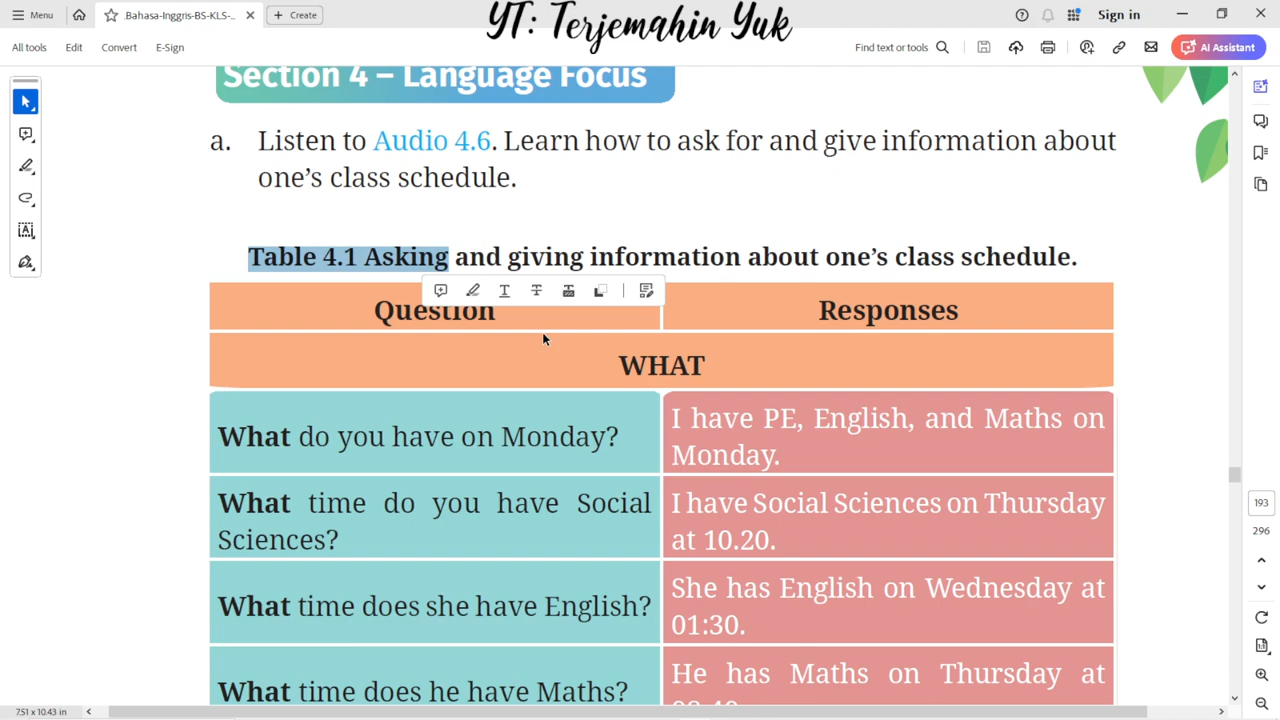 Menu
.Bahasa-Inggris-BS-KLS-...
Create
YT: Terjemahin Yuk
Sign in
All tools
Edit
Convert
E-Sign
Find text or tools
AI Assistant
Section 4 – Language Focus
a. Listen to Audio 4.6. Learn how to ask for and give information about
one’s class schedule.
Table 4.1 Asking and giving information about one’s class schedule.
Question
Responses
WHAT
What do you have on Monday?
I have PE, English, and Maths on
Monday.
What time do you have Social
Sciences?
I have Social Sciences on Thursday
at 10.20.
What time does she have English?
She has English on Wednesday at
01:30.
What time does he have Maths?
He has Maths on Thursday at
193
296
7.51 x 10.43 in